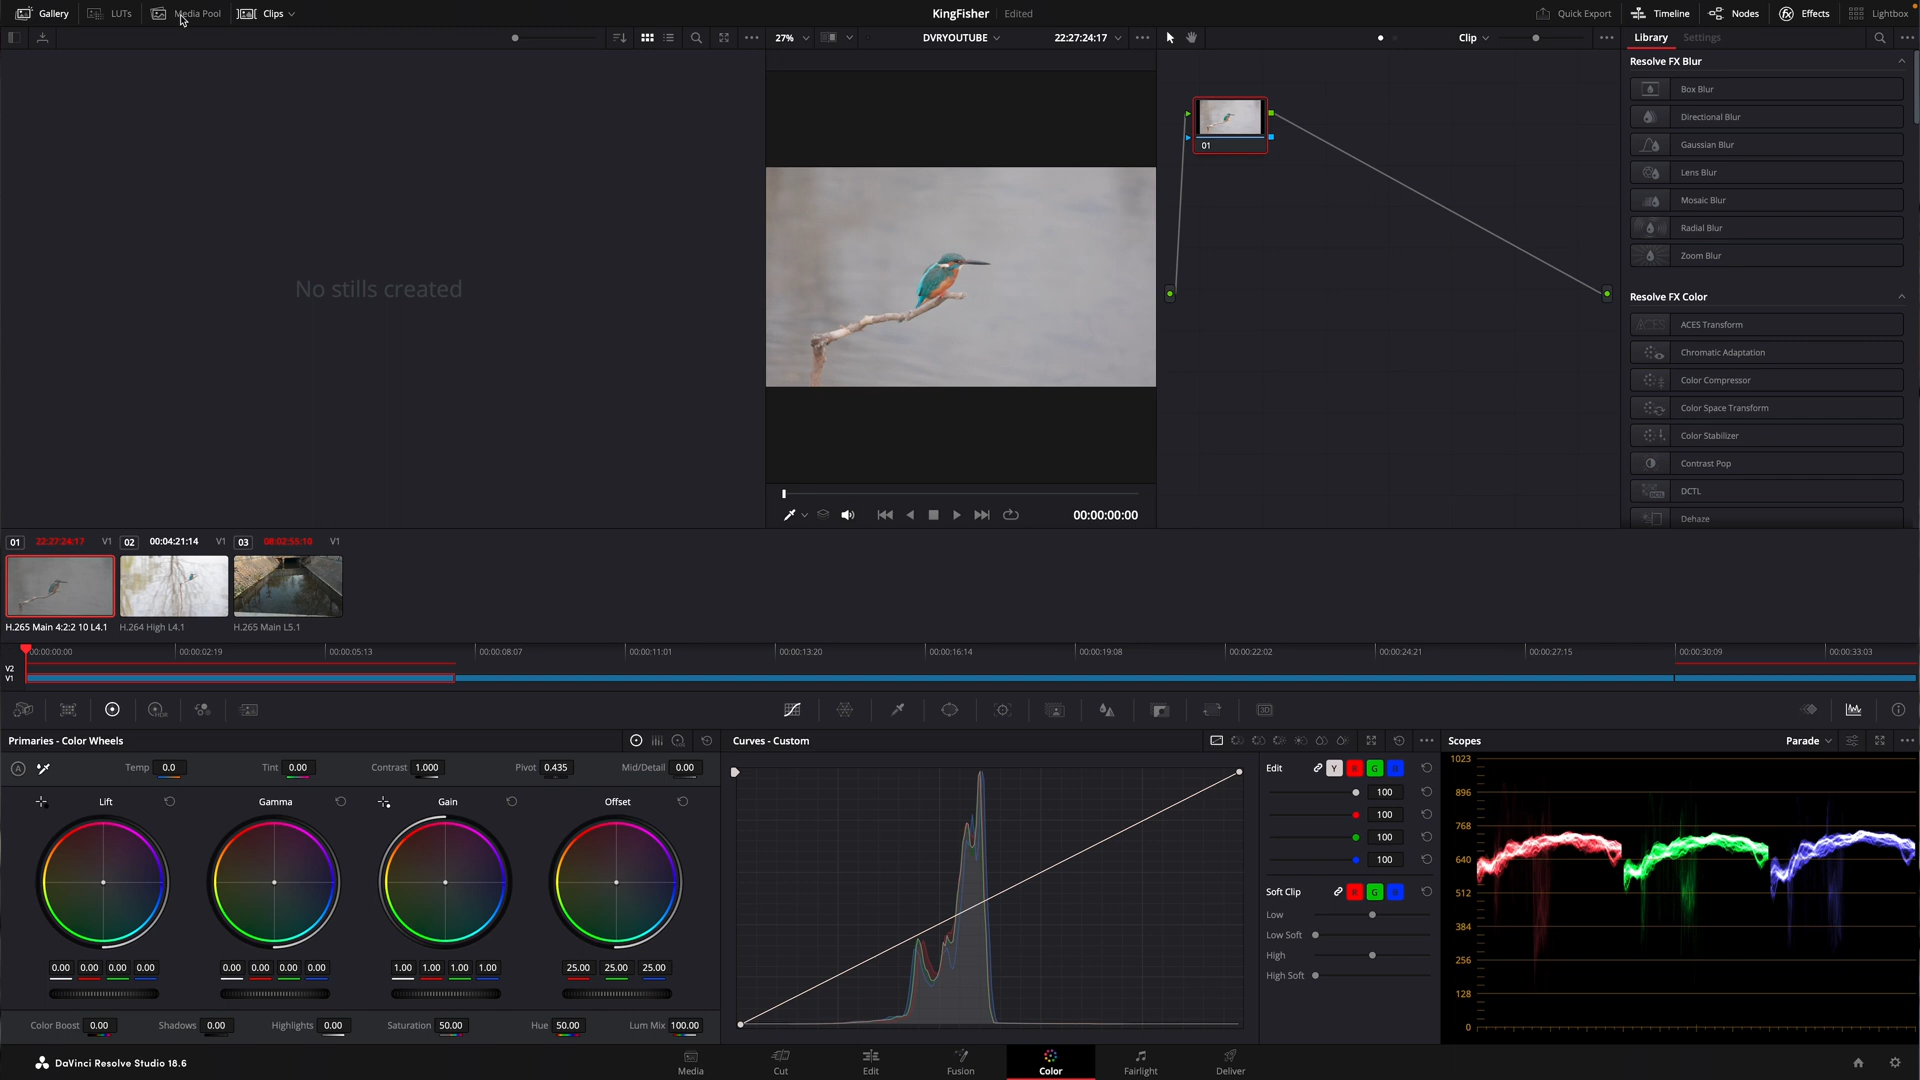 Gallery LUTs Media Pool Clips KingFisher Edited Quick Export Timeline Nodes Effects Lightbox
27% DVRYOUTUBE 22:27:24:17 Clip Library Settings
Resolve FX Blur
Box Blur
Directional Blur
Gaussian Blur
Lens Blur
Mosaic Blur
Radial Blur
Zoom Blur
Resolve FX Color
ACES Transform
Chromatic Adaptation
Color Compressor
Color Space Transform
Color Stabilizer
Contrast Pop
DCTL
Dehaze
01
No stills created
00:00:00:00
01 22:27:24:17 V1 02 00:04:21:14 V1 03 08:02:55:10 V1
H.265 Main 4:2:2 10 L4.1 H.264 High L4.1 H.265 Main L5.1
00:00:00:00 00:00:02:19 00:00:05:13 00:00:08:07 00:00:11:01 00:00:13:20 00:00:16:14 00:00:19:08 00:00:22:02 00:00:24:21 00:00:27:15 00:00:30:09 00:00:33:03
V2
V1
HDR 3D
Primaries - Color Wheels Curves - Custom Scopes Parade
A Temp 0.0 Tint 0.00 Contrast 1.000 Pivot 0.435 Mid/Detail 0.00
Lift Gamma Gain Offset
0.00 0.00 0.00 0.00 0.00 0.00 0.00 0.00 1.00 1.00 1.00 1.00 25.00 25.00 25.00
Color Boost 0.00 Shadows 0.00 Highlights 0.00 Saturation 50.00 Hue 50.00 Lum Mix 100.00
Edit Y R G B
100
100
100
100
Soft Clip R G B
Low
Low Soft
High
High Soft
1023
896
768
640
512
384
256
128
0
DaVinci Resolve Studio 18.6 Media Cut Edit Fusion Color Fairlight Deliver